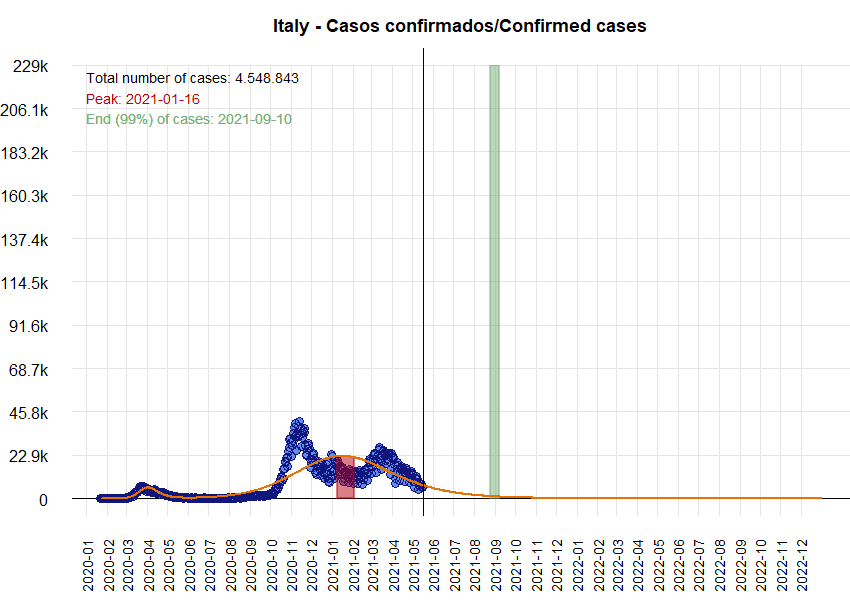 Italy - Casos confirmados/Confirmed cases
229k
206.1k
183.2k
160.3k
137.4k
114.5k
91.6k
68.7k
45.8k
22.9k
0
Total number of cases: 4.548.843
Peak: 2021-01-16
End (99%) of cases: 2021-09-10
2020-01
2020-02
2020-03
2020-04
2020-05
2020-06
2020-07
2020-08
2020-09
2020-10
2020-11
2020-12
2021-01
2021-02
2021-03
2021-04
2021-05
2021-06
2021-07
2021-08
2021-09
2021-10
2021-11
2021-12
2022-01
2022-02
2022-03
2022-04
2022-05
2022-06
2022-07
2022-08
2022-09
2022-10
2022-11
2022-12